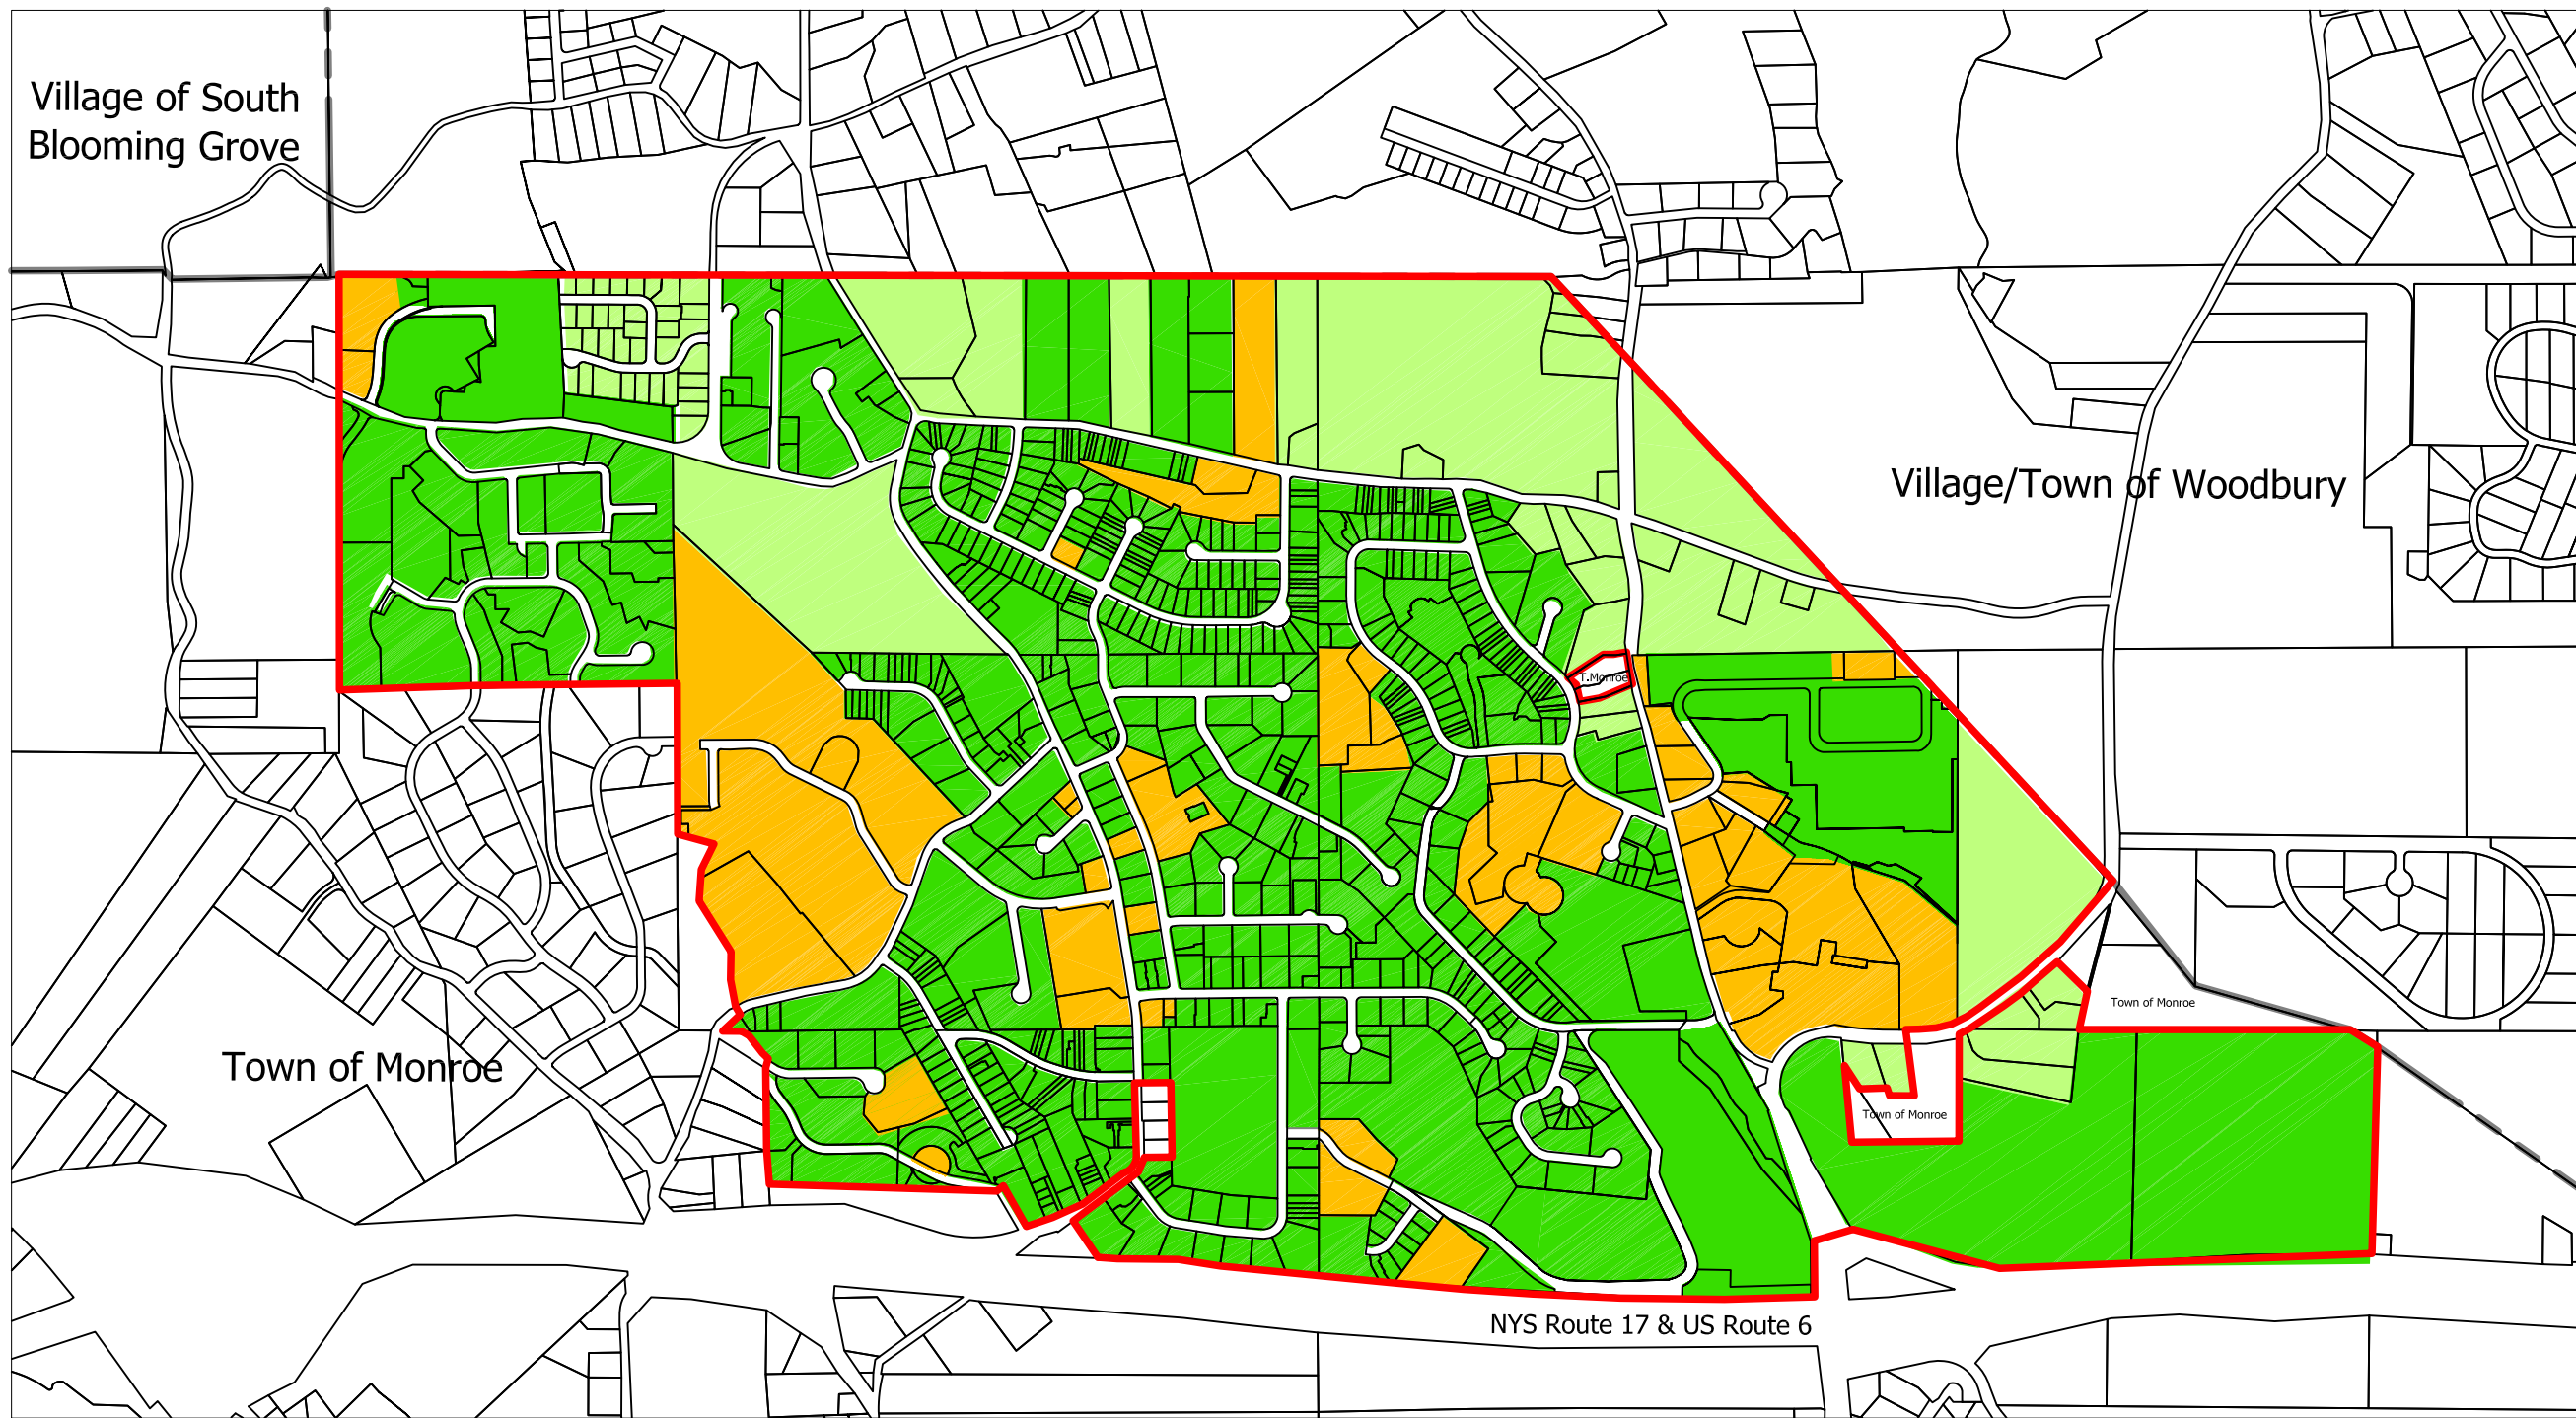 Village of South
Blooming Grove
Village/Town of Woodbury
T.Monroe
Town of Monroe
Town of Monroe
Town of Monroe
NYS Route 17 & US Route 6